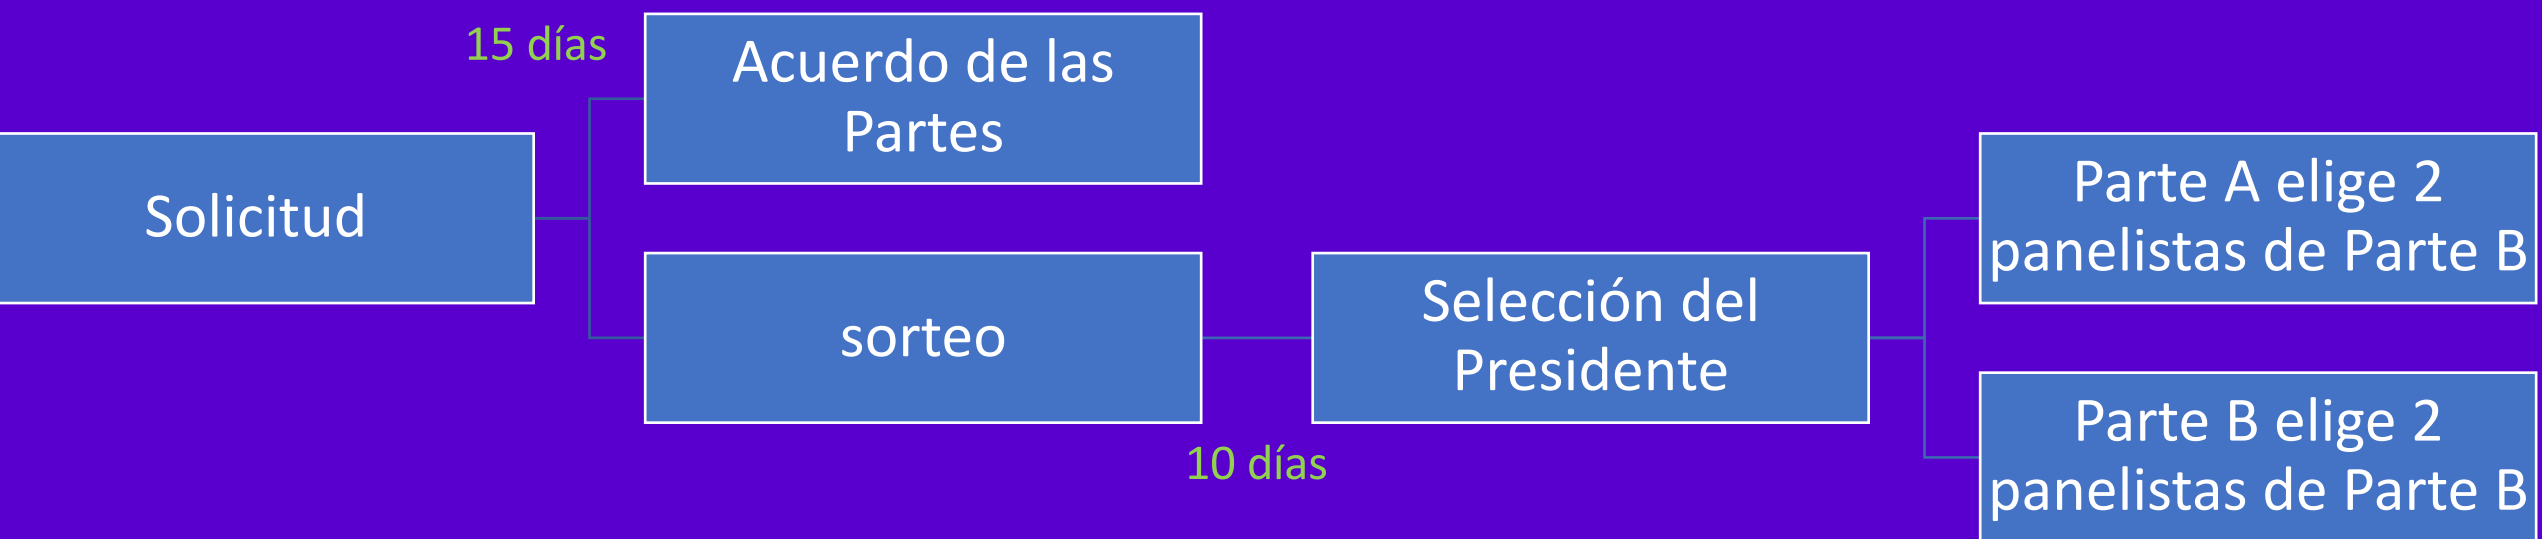 15 días
Acuerdo de las
Partes
Solicitud
sorteo
10 días
Selección del
Presidente
Parte A elige 2
panelistas de Parte B
Parte B elige 2
panelistas de Parte B